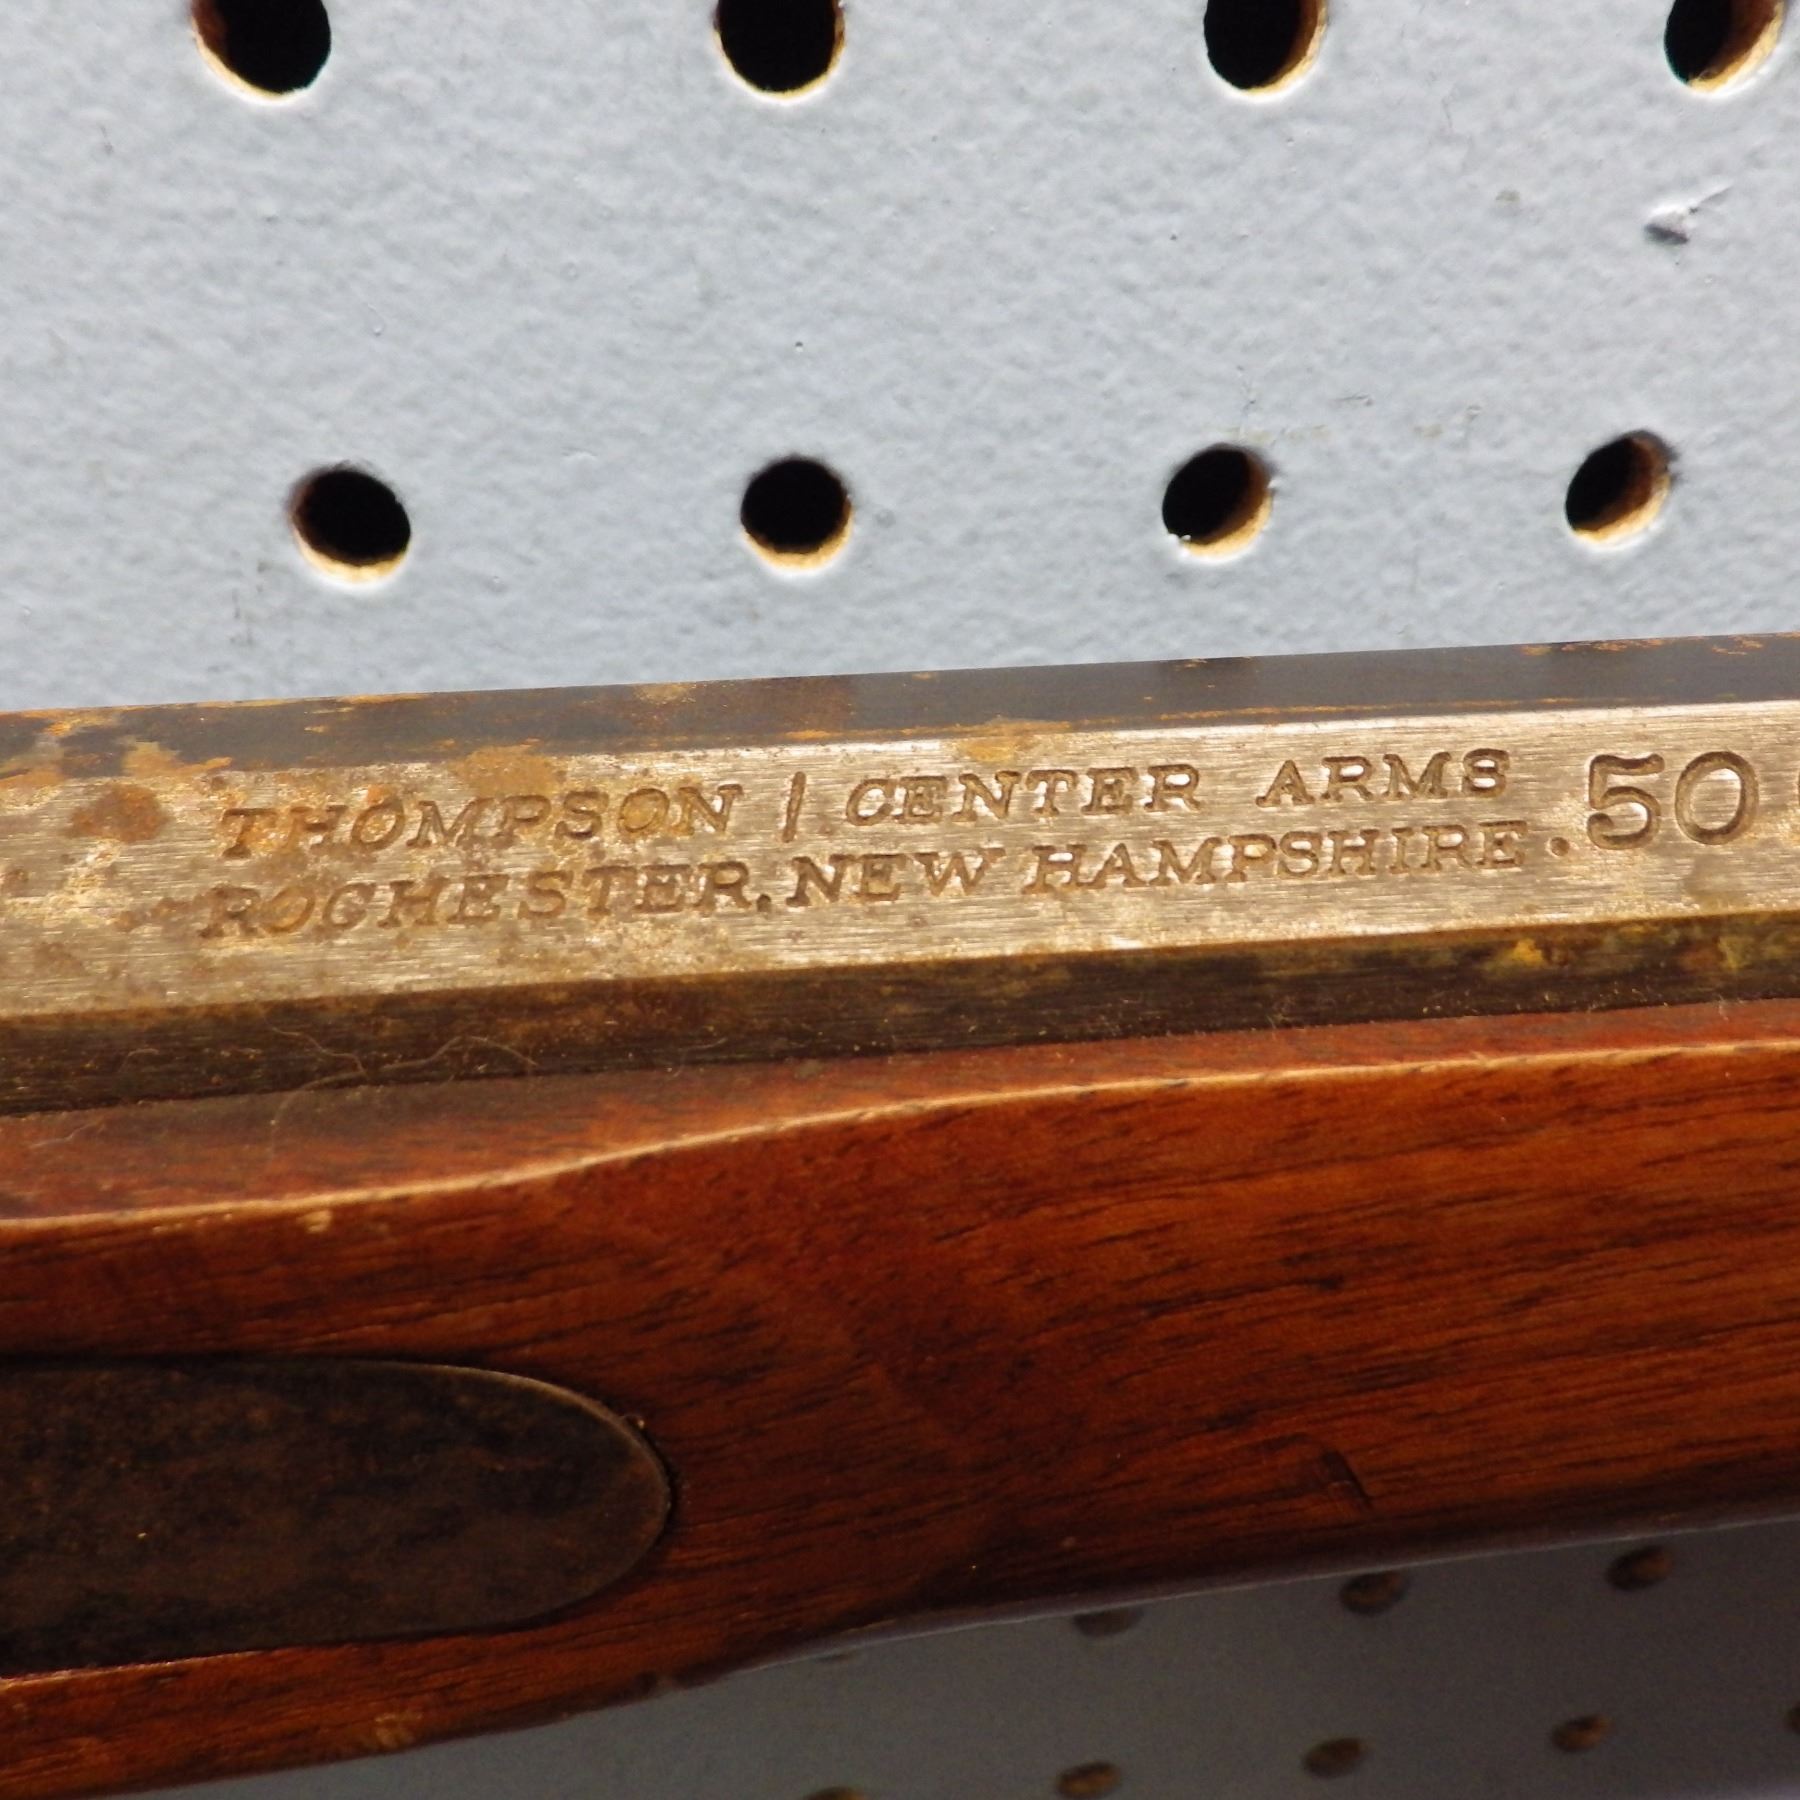 THOMPSON / CENTER ARMS
ROCHESTER, NEW HAMPSHIRE. 50